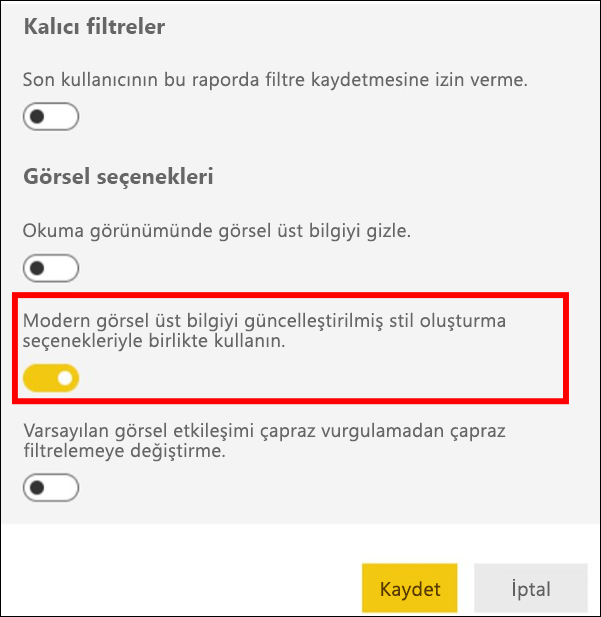 Kalıcı filtreler
Son kullanıcının bu raporda filtre kaydetmesine izin verme.
Görsel seçenekleri
Okuma görünümünde görsel üst bilgiyi gizle.
Modern görsel üst bilgiyi güncelleştirilmiş stil oluşturma
seçenekleriyle birlikte kullanın.
Varsayılan görsel etkileşimi çapraz vurgulamadan çapraz
filtrelemeye değiştirme.
Kaydet
İptal